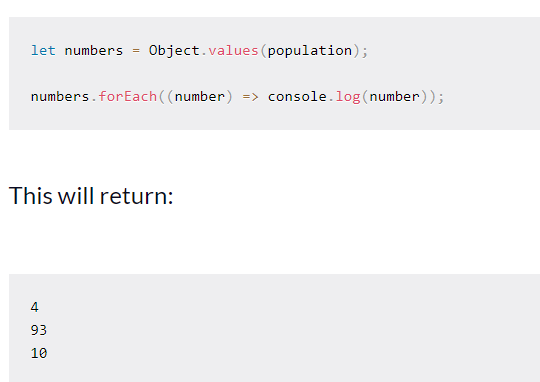 let numbers = Object.values(population);
numbers.forEach((number) => console.log(number));
This will return:
4
93
10